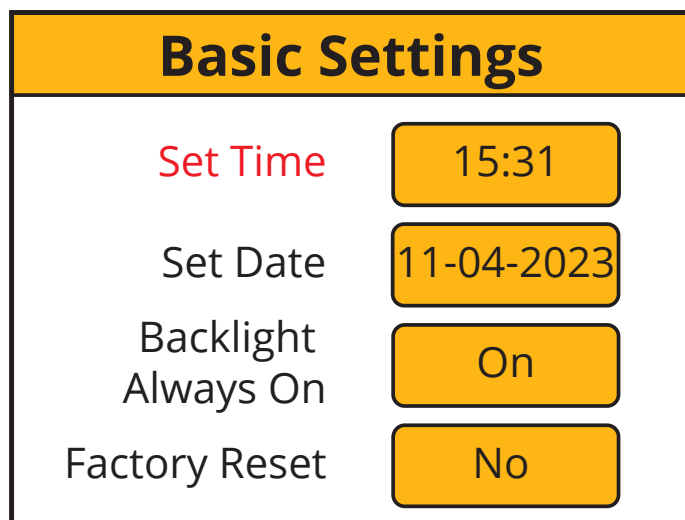 Basic Settings
Set Time 15:31
Set Date 11-04-2023
Backlight
Always On On
Factory Reset No